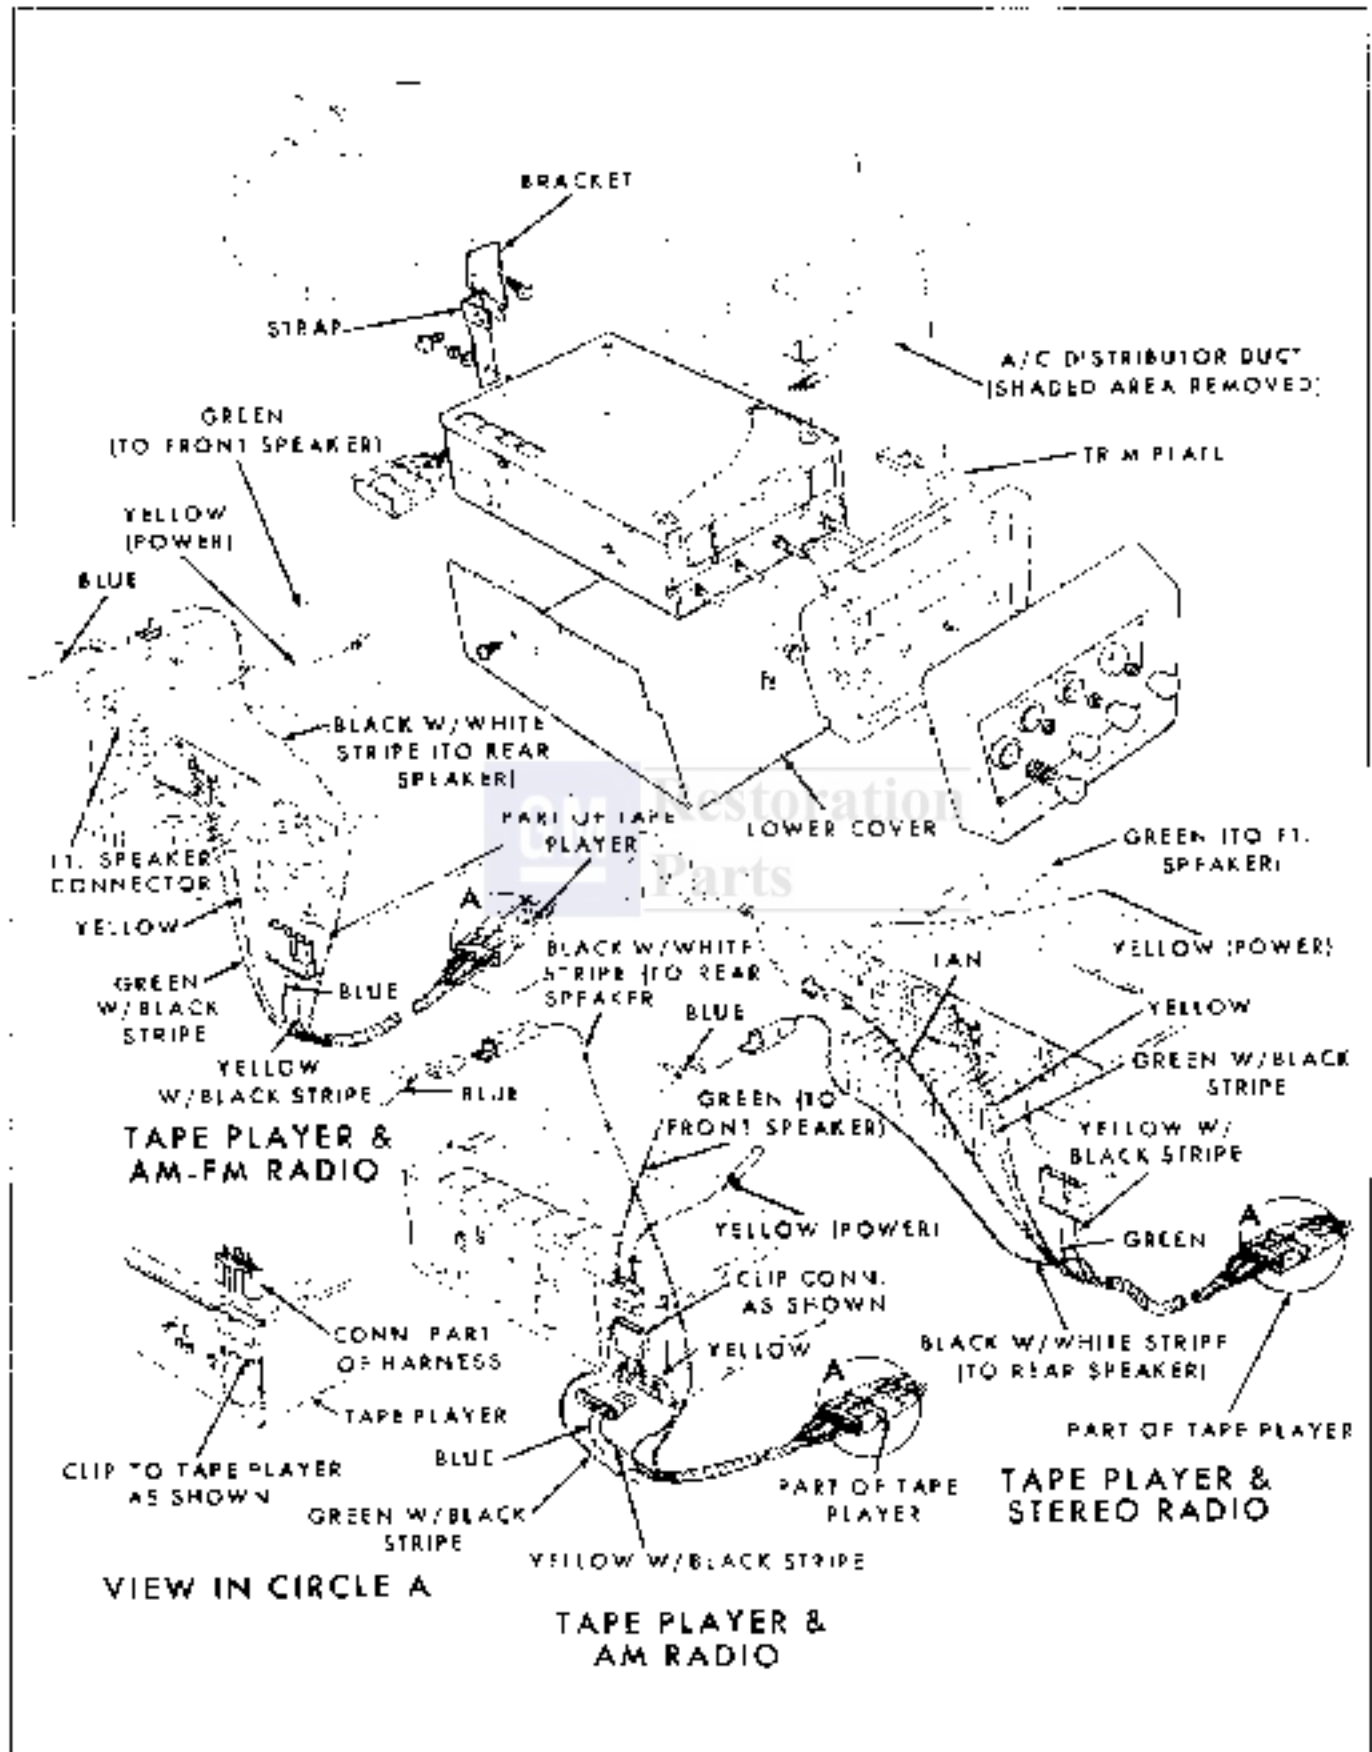 BRACKET
STRAP
A/C DISTRIBUTOR DUCT
(SHADED AREA REMOVED)
GREEN
(TO FRONT SPEAKER)
TRIM PLATE
YELLOW
(POWER)
BLUE
BLACK W/WHITE
STRIPE (TO REAR
SPEAKER)
GM
Restoration
Parts
PART OF TAPE
PLAYER
LOWER COVER
GREEN (TO FT.
SPEAKER)
FT. SPEAKER
CONNECTOR
YELLOW
A
BLACK W/WHITE
STRIPE (TO REAR
SPEAKER
TAN
YELLOW (POWER)
GREEN
W/BLACK
STRIPE
BLUE
BLUE
YELLOW
YELLOW
W/BLACK STRIPE
BLUE
GREEN (TO
FRONT SPEAKER)
GREEN W/BLACK
STRIPE
TAPE PLAYER &
AM-FM RADIO
YELLOW W/
BLACK STRIPE
YELLOW (POWER)
GREEN
A
CLIP CONN.
AS SHOWN
CONN. PART
OF HARNESS
YELLOW
BLACK W/WHITE STRIPE
(TO REAR SPEAKER)
A
TAPE PLAYER
PART OF TAPE PLAYER
BLUE
CLIP TO TAPE PLAYER
AS SHOWN
PART OF TAPE
PLAYER
TAPE PLAYER &
STEREO RADIO
GREEN W/BLACK
STRIPE
YELLOW W/BLACK STRIPE
VIEW IN CIRCLE A
TAPE PLAYER &
AM RADIO